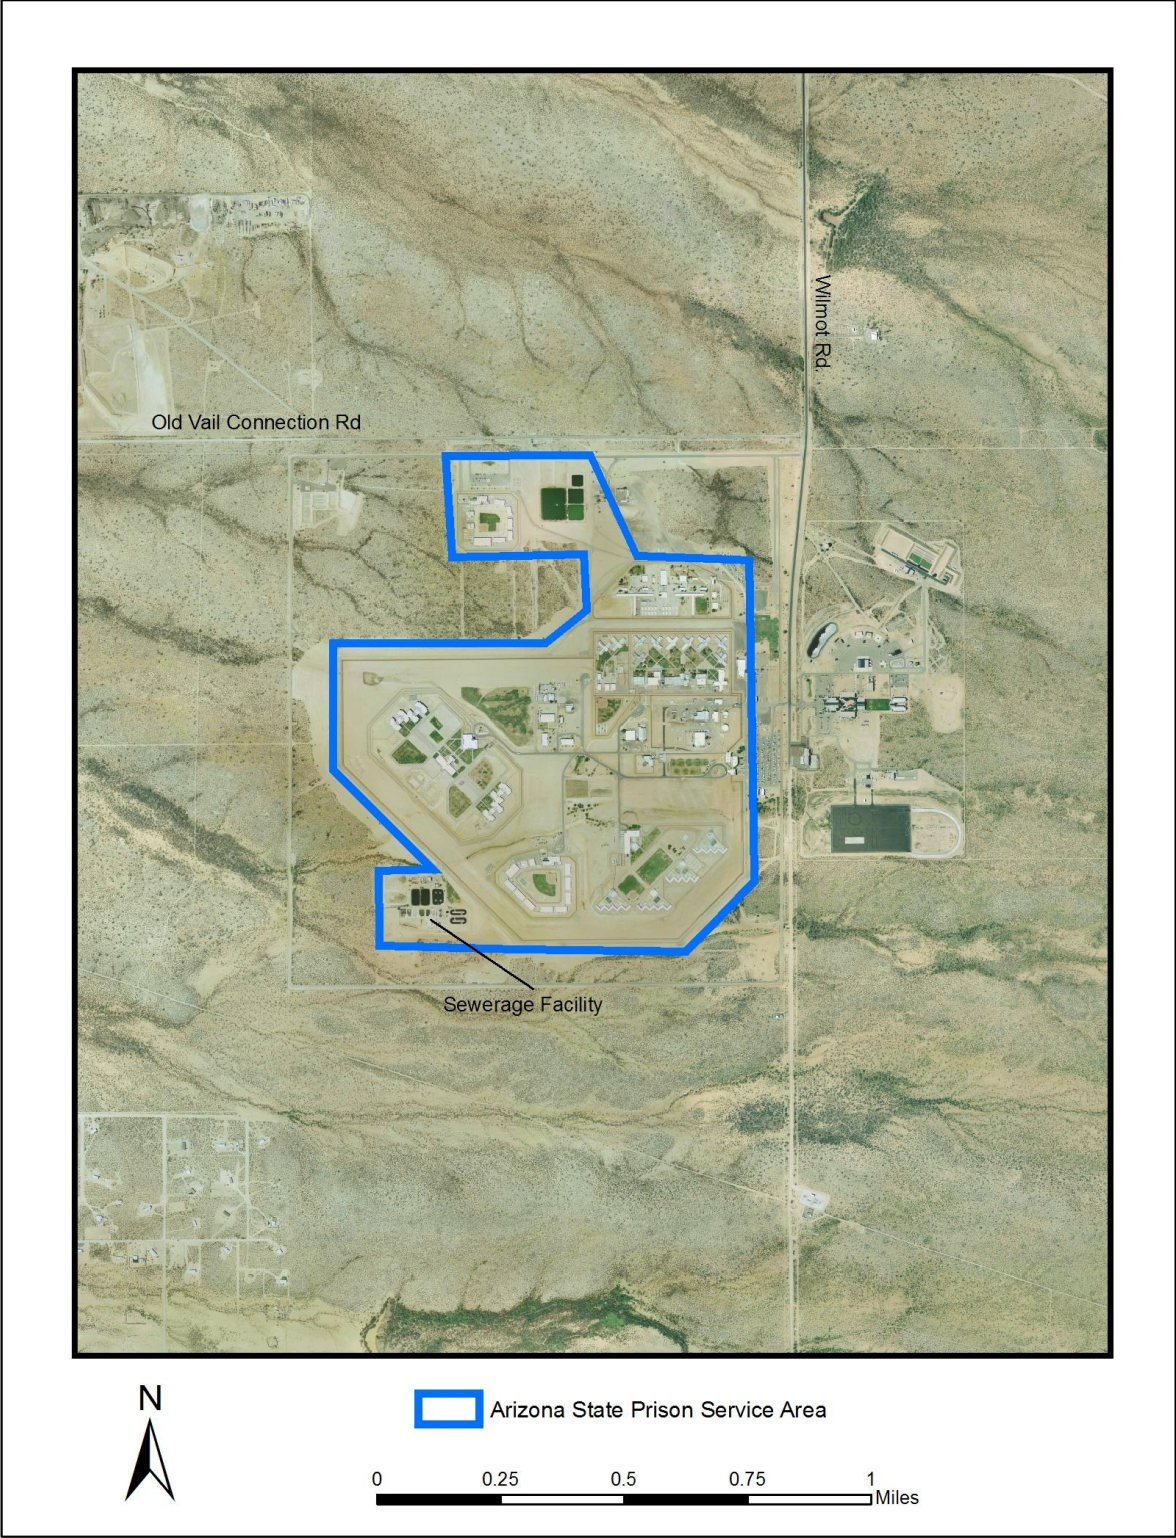 Wilmot Rd.
Old Vail Connection Rd
Sewerage Facility
N
Arizona State Prison Service Area
0 0.25 0.5 0.75 1
Miles